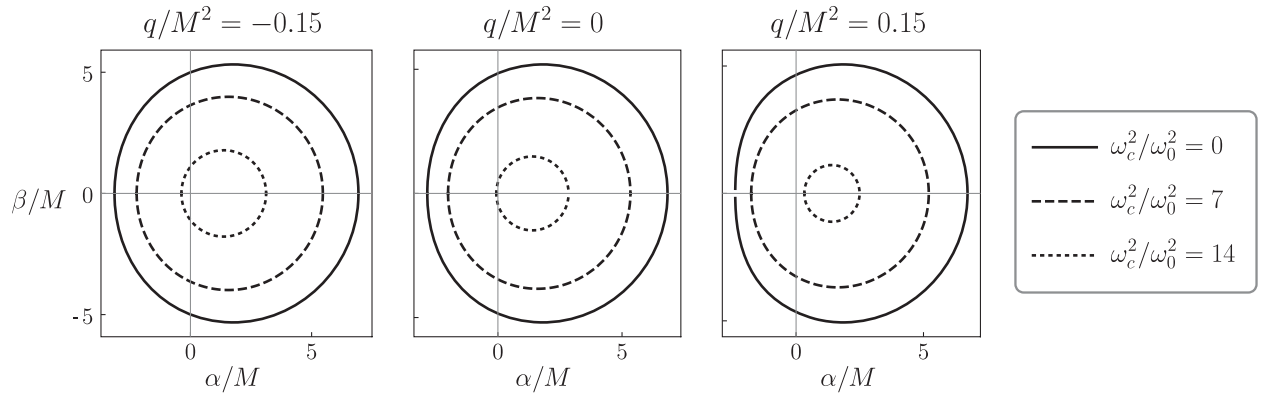 q/M² = −0.15
q/M² = 0
q/M² = 0.15
5
0
-5
β/M
0
5
α/M
0
5
α/M
0
5
α/M
ω_c²/ω_0² = 0
ω_c²/ω_0² = 7
ω_c²/ω_0² = 14